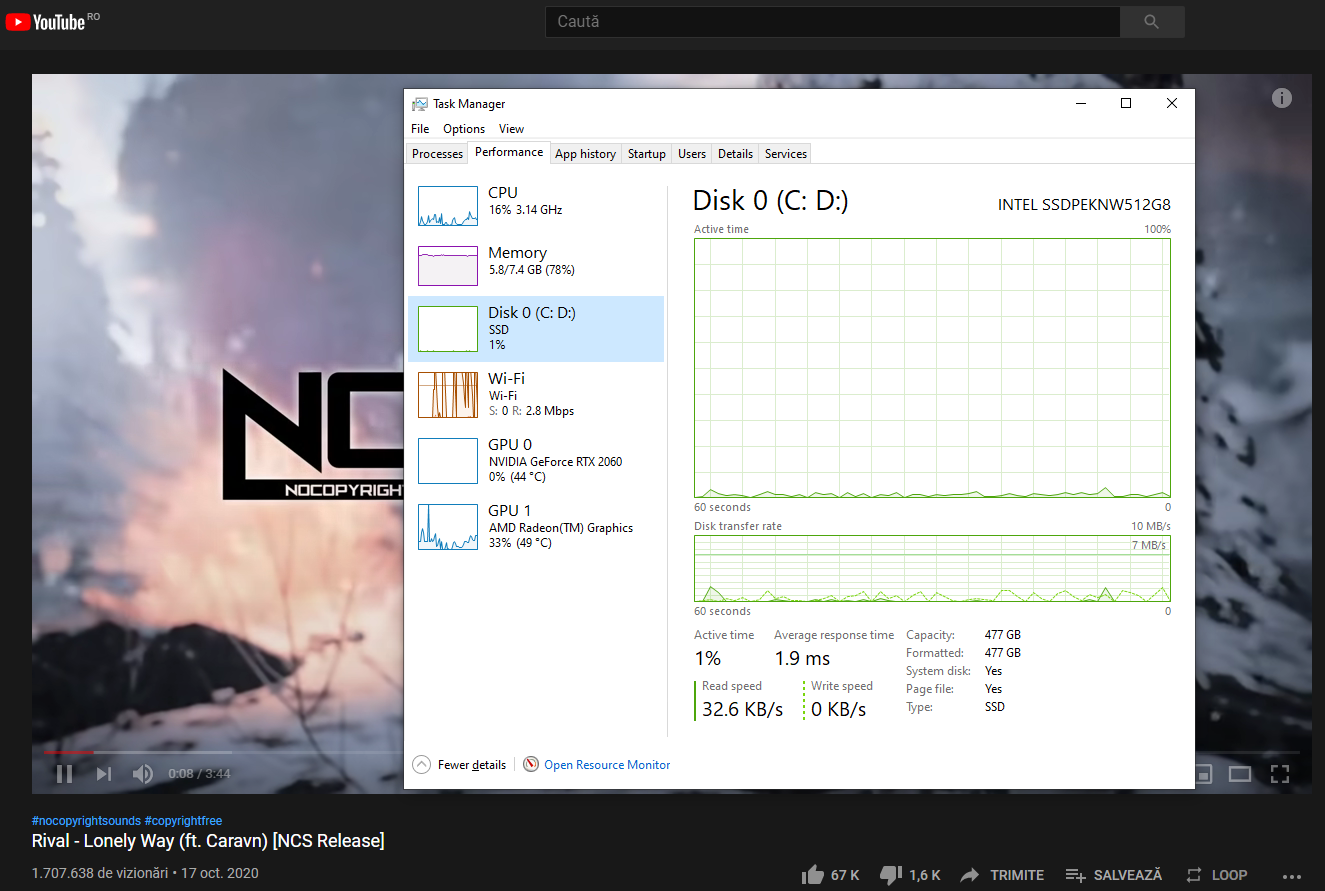 YouTube RO
Caută
Task Manager
File Options View
Processes Performance App history Startup Users Details Services
CPU
16% 3.14 GHz
Memory
5.8/7.4 GB (78%)
Disk 0 (C: D:)
SSD
1%
Wi-Fi
Wi-Fi
S: 0 R: 2.8 Mbps
GPU 0
NVIDIA GeForce RTX 2060
0% (44 °C)
GPU 1
AMD Radeon(TM) Graphics
33% (49 °C)
Disk 0 (C: D:) INTEL SSDPEKNW512G8
Active time 100%
60 seconds 0
Disk transfer rate 10 MB/s
7 MB/s
60 seconds 0
Active time Average response time
1% 1.9 ms
Read speed Write speed
32.6 KB/s 0 KB/s
Capacity: 477 GB
Formatted: 477 GB
System disk: Yes
Page file: Yes
Type: SSD
Fewer details Open Resource Monitor
NC
NOCOPYRIGH
0:08 / 3:44
#nocopyrightsounds #copyrightfree
Rival - Lonely Way (ft. Caravn) [NCS Release]
1.707.638 de vizionări • 17 oct. 2020
67 K 1,6 K TRIMITE SALVEAZĂ LOOP